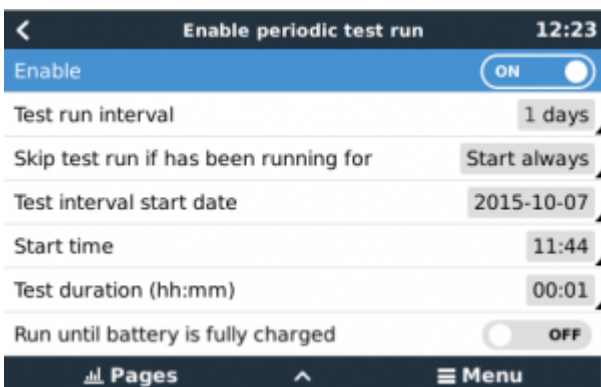 Enable periodic test run 12:23
Enable ON
Test run interval 1 days
Skip test run if has been running for Start always
Test interval start date 2015-10-07
Start time 11:44
Test duration (hh:mm) 00:01
Run until battery is fully charged OFF
Pages Menu